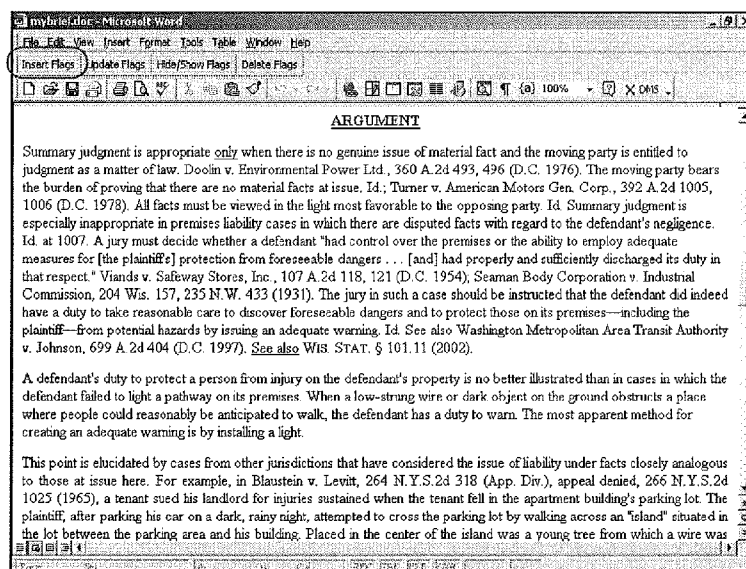 mybrief.doc - Microsoft Word
File Edit View Insert Format Tools Table Window Help
Insert Flags Update Flags Hide/Show Flags Delete Flags
100% DMS
ARGUMENT
Summary judgment is appropriate only when there is no genuine issue of material fact and the moving party is entitled to
judgment as a matter of law. Doolin v. Environmental Power Ltd., 360 A.2d 493, 496 (D.C. 1976). The moving party bears
the burden of proving that there are no material facts at issue. Id.; Turner v. American Motors Gen. Corp., 392 A.2d 1005,
1006 (D.C. 1978). All facts must be viewed in the light most favorable to the opposing party. Id. Summary judgment is
especially inappropriate in premises liability cases in which there are disputed facts with regard to the defendant's negligence.
Id. at 1007. A jury must decide whether a defendant "had control over the premises or the ability to employ adequate
measures for [the plaintiff's] protection from foreseeable dangers . . . [and] had properly and sufficiently discharged its duty in
that respect." Viands v. Safeway Stores, Inc., 107 A.2d 118, 121 (D.C. 1954); Seaman Body Corporation v. Industrial
Commission, 204 Wis. 157, 235 N.W. 433 (1931). The jury in such a case should be instructed that the defendant did indeed
have a duty to take reasonable care to discover foreseeable dangers and to protect those on its premises—including the
plaintiff—from potential hazards by issuing an adequate warning. Id. See also Washington Metropolitan Area Transit Authority
v. Johnson, 699 A.2d 404 (D.C. 1997). See also WIS. STAT. § 101.11 (2002).
A defendant's duty to protect a person from injury on the defendant's property is no better illustrated than in cases in which the
defendant failed to light a pathway on its premises. When a low-strung wire or dark object on the ground obstructs a place
where people could reasonably be anticipated to walk, the defendant has a duty to warn. The most apparent method for
creating an adequate warning is by installing a light.
This point is elucidated by cases from other jurisdictions that have considered the issue of liability under facts closely analogous
to those at issue here. For example, in Blaustein v. Levitt, 264 N.Y.S.2d 318 (App. Div.), appeal denied, 266 N.Y.S.2d
1025 (1965), a tenant sued his landlord for injuries sustained when the tenant fell in the apartment building's parking lot. The
plaintiff, after parking his car on a dark, rainy night, attempted to cross the parking lot by walking across an "island" situated in
the lot between the parking area and his building. Placed in the center of the island was a young tree from which a wire was